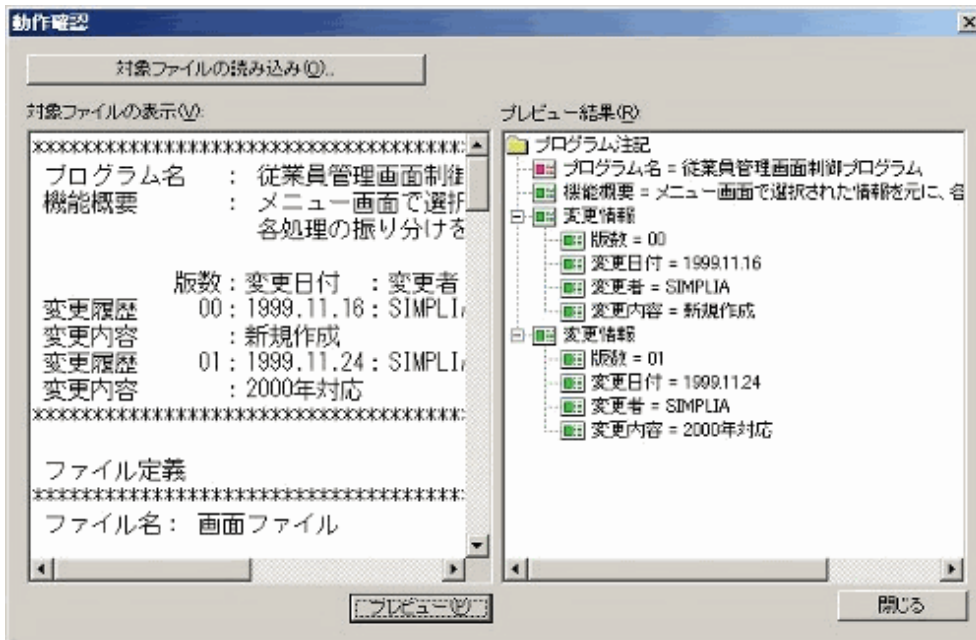 動作確認
対象ファイルの読み込み(O)..
対象ファイルの表示(V):
****************************************
プログラム名 : 従業員管理画面制御
機能概要 : メニュー画面で選択
各処理の振り分けを
版数:変更日付 :変更者
変更履歴 00:1999.11.16:SIMPLI
変更内容 :新規作成
変更履歴 01:1999.11.24:SIMPLI
変更内容 :2000年対応
****************************************
ファイル定義
****************************************
ファイル名: 画面ファイル
プレビュー(P)
プレビュー結果(R):
プログラム注記
プログラム名 = 従業員管理画面制御プログラム
機能概要 = メニュー画面で選択された情報を元に、各
変更情報
版数 = 00
変更日付 = 1999.11.16
変更者 = SIMPLIA
変更内容 = 新規作成
変更情報
版数 = 01
変更日付 = 1999.11.24
変更者 = SIMPLIA
変更内容 = 2000年対応
閉じる